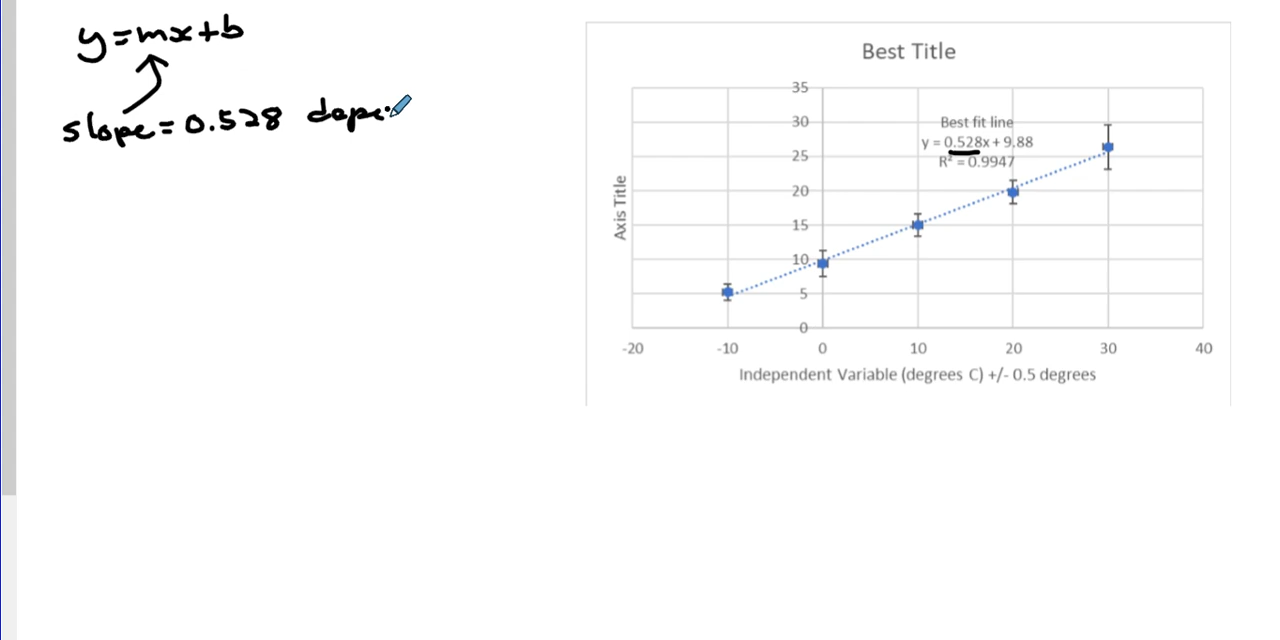 y=mx+b
slope=0.528 dope
Best Title
35
30
25
20
15
10
5
0
Axis Title
Best fit line
y = 0.528x + 9.88
R² = 0.9947
-20 -10 0 10 20 30 40
Independent Variable (degrees C) +/- 0.5 degrees